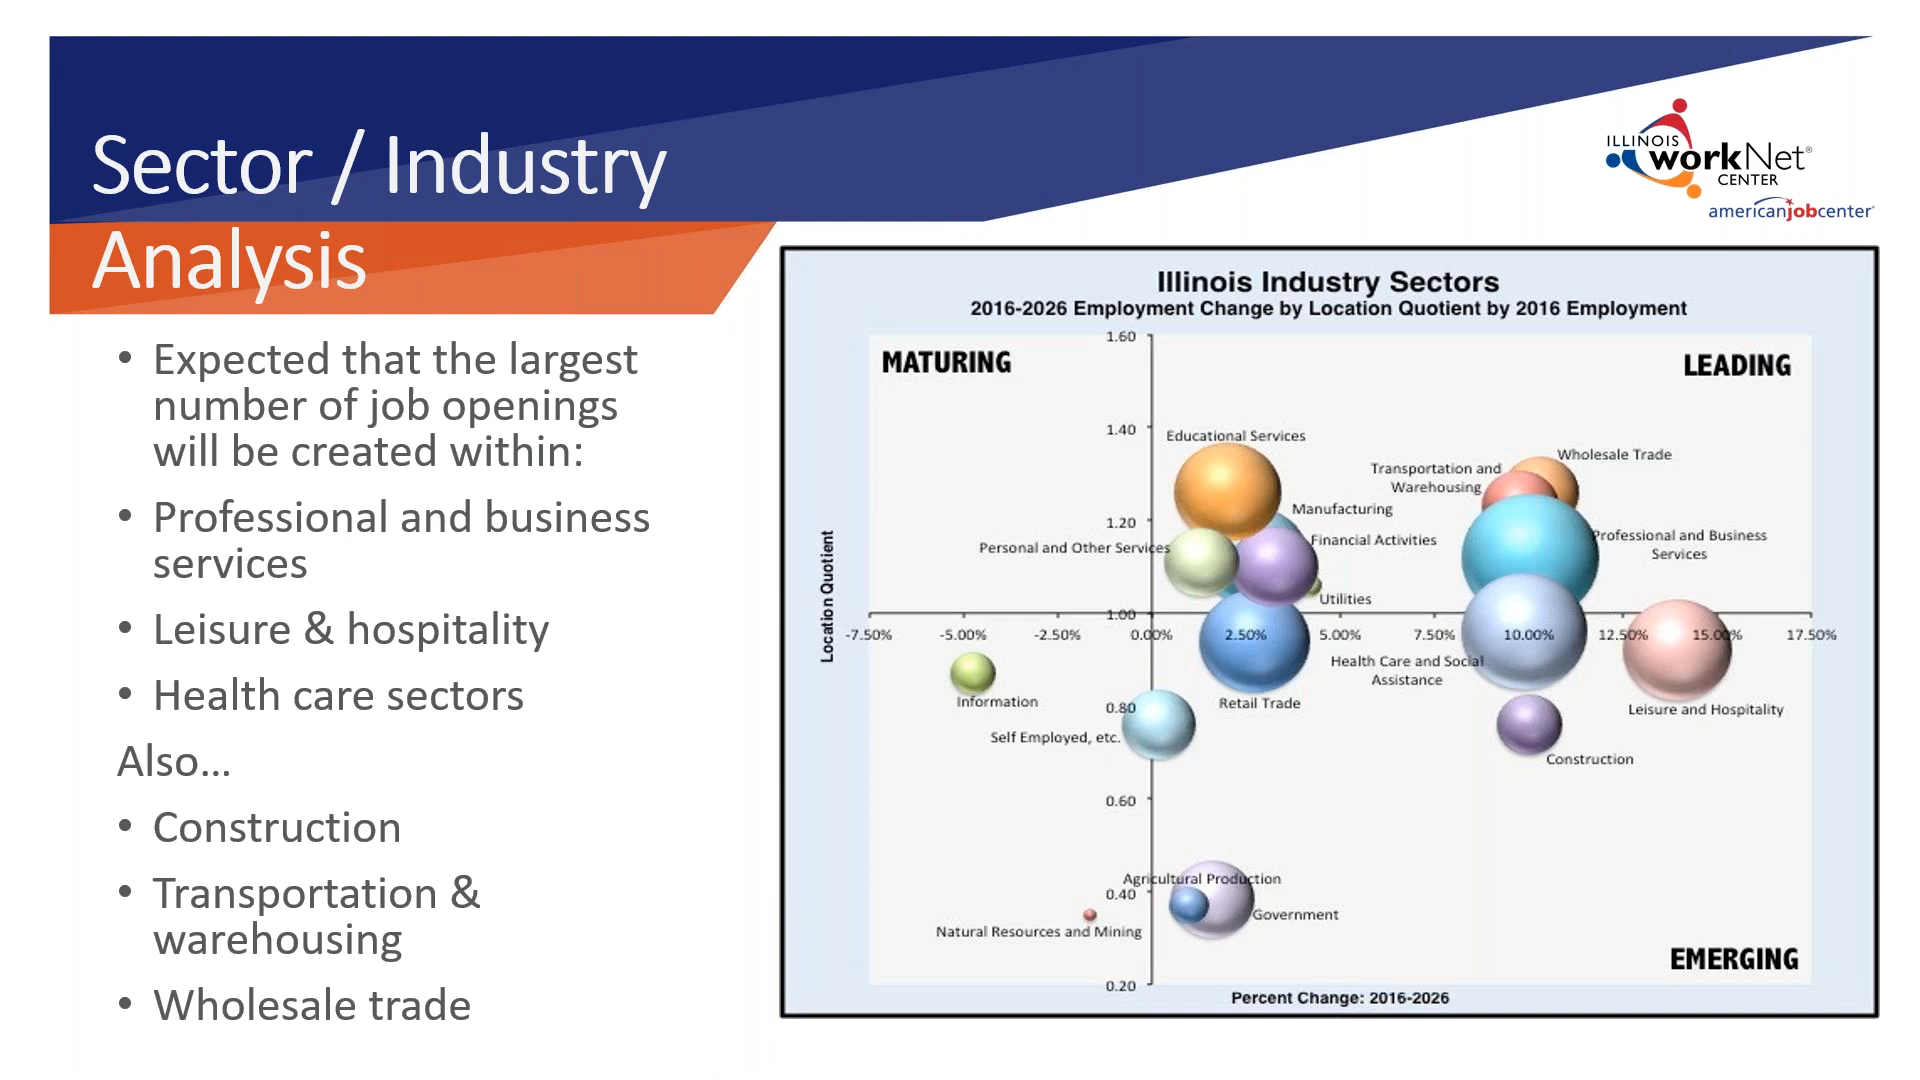 Sector / Industry
Analysis
ILLINOIS
workNet®
CENTER
americanjobcenter
• Expected that the largest
number of job openings
will be created within:
• Professional and business
services
• Leisure & hospitality
• Health care sectors
Also…
• Construction
• Transportation &
warehousing
• Wholesale trade
Illinois Industry Sectors
2016-2026 Employment Change by Location Quotient by 2016 Employment
MATURING
LEADING
EMERGING
Location Quotient
1.60
1.40
1.20
1.00
0.80
0.60
0.40
0.20
-7.50%
-5.00%
-2.50%
0.00%
2.50%
5.00%
7.50%
10.00%
12.50%
15.00%
17.50%
Educational Services
Wholesale Trade
Transportation and
Warehousing
Manufacturing
Financial Activities
Personal and Other Services
Professional and Business
Services
Utilities
Health Care and Social
Assistance
Information
Retail Trade
Leisure and Hospitality
Self Employed, etc.
Construction
Agricultural Production
Government
Natural Resources and Mining
Percent Change: 2016-2026